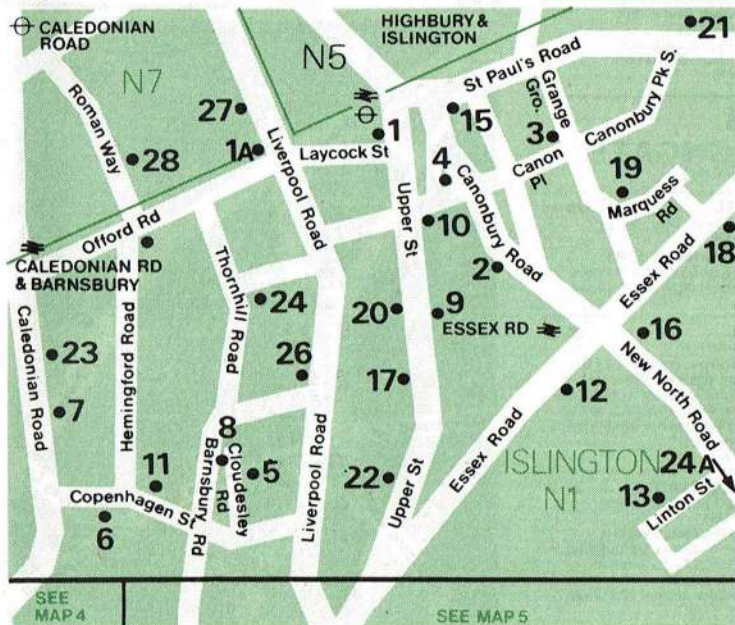 CALEDONIAN
ROAD
HIGHBURY &
ISLINGTON
21
N5
N7
St Paul's Road
Roman Way
27
1
15
Grange
Gro.
3
Canonbury Pk S.
28
1A
Laycock St
Liverpool Road
4
Canon
Pl
19
Marquess
Rd
Offord Rd
Upper St
10
Canonbury Road
18
CALEDONIAN RD
& BARNSBURY
Thornhill Road
24
2
Essex Road
20
9
ESSEX RD
16
23
Hemingford Road
26
17
12
New North Road
Caledonian Road
7
8
Barnsbury Rd
Cloudesley
Rd
5
Liverpool Road
22
Upper St
Essex Road
ISLINGTON
N1
24A
13
Linton St
11
Copenhagen St
6
SEE
MAP 4
SEE MAP 5